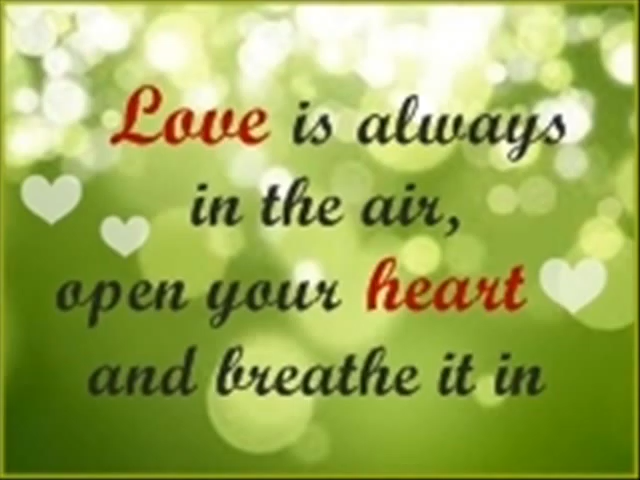 Love is always
in the air,
open your heart
and breathe it in